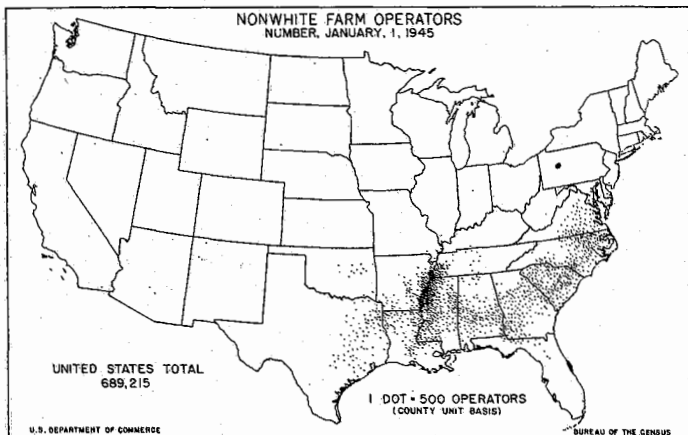 NONWHITE FARM OPERATORS
NUMBER, JANUARY, 1, 1945
UNITED STATES TOTAL
689,215
1 DOT = 500 OPERATORS
(COUNTY UNIT BASIS)
U.S. DEPARTMENT OF COMMERCE
BUREAU OF THE CENSUS